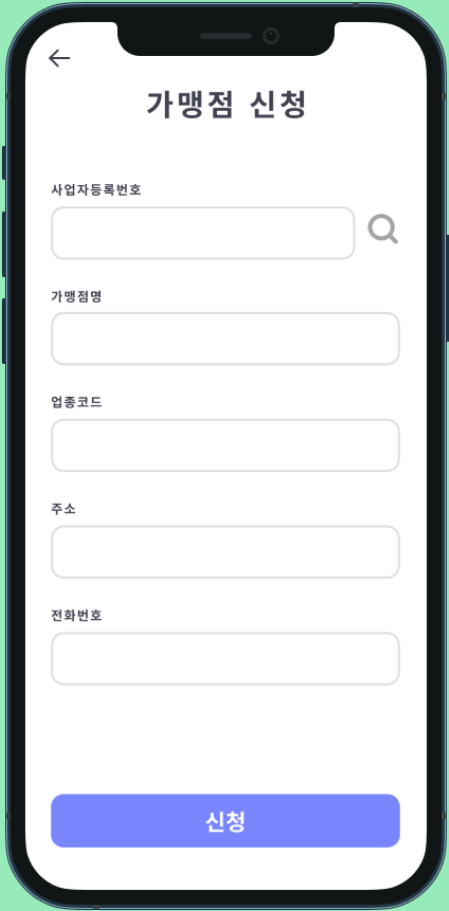 가맹점 신청
사업자등록번호
가맹점명
업종코드
주소
전화번호
신청